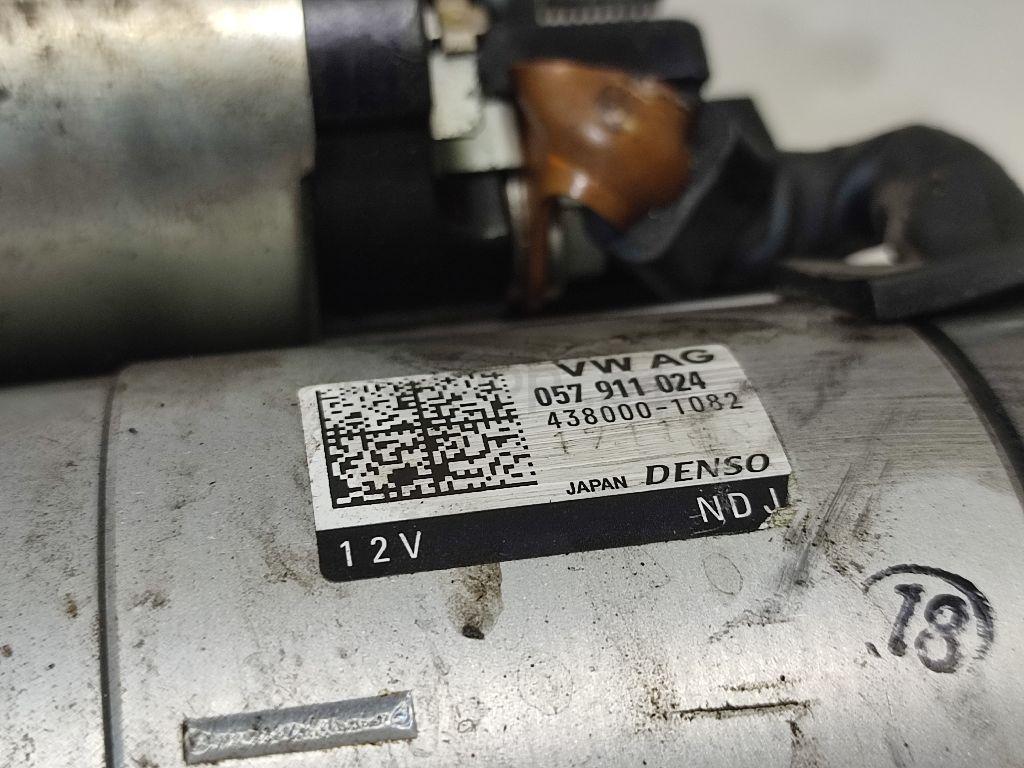 VW AG
057 911 024
438000-1082
JAPAN DENSO
12V NDJ
18